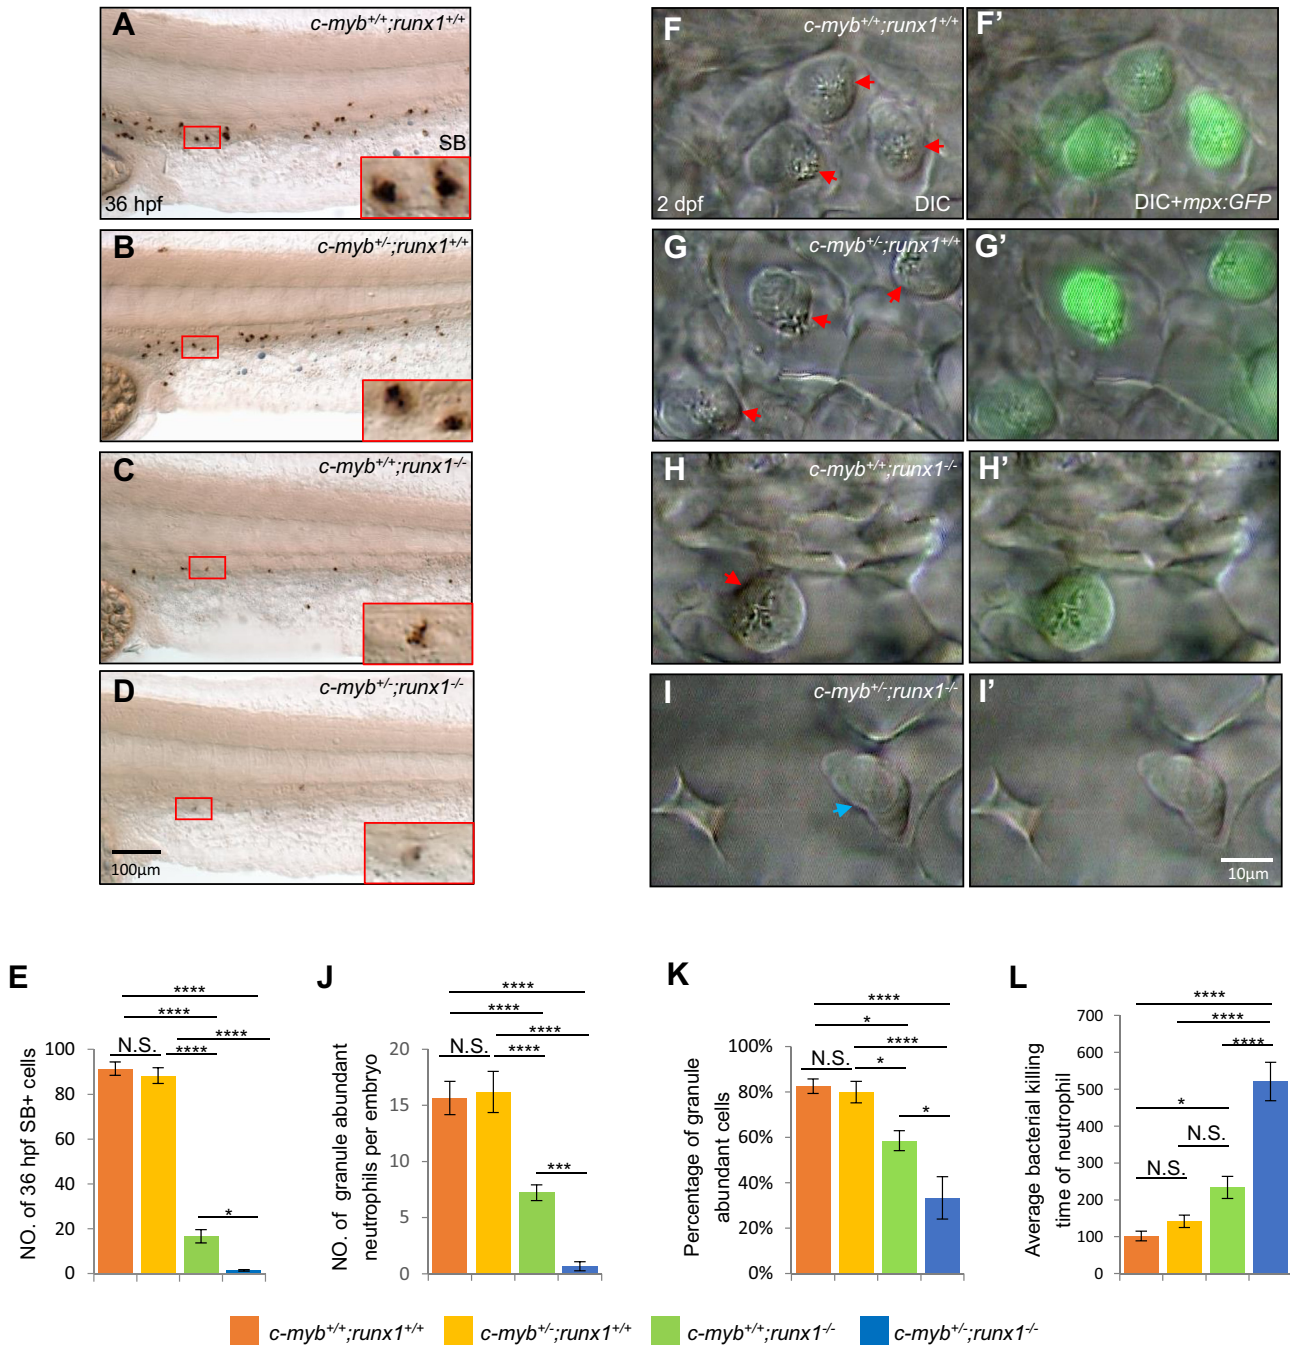 A c-myb+/+;runx1+/+
SB
36 hpf
B c-myb+/-;runx1+/+
C c-myb+/+;runx1-/-
D c-myb+/-;runx1-/-
100μm
F c-myb+/+;runx1+/+
2 dpf DIC
F’
DIC+mpx:GFP
G c-myb+/-;runx1+/+
G’
H c-myb+/+;runx1-/-
H’
I c-myb+/-;runx1-/-
I’
10μm
E
NO. of 36 hpf SB+ cells
100
80
60
40
20
0
****
****
****
N.S. ****
*
J
NO. of granule abundant
neutrophils per embryo
20
15
10
5
0
****
****
****
N.S. ****
***
K
Percentage of granule
abundant cells
100%
80%
60%
40%
20%
0%
****
*
****
N.S. *
*
L
Average bacterial killing
time of neutrophil
700
600
500
400
300
200
100
0
****
****
****
*
N.S.
N.S.
c-myb+/+;runx1+/+ c-myb+/-;runx1+/+ c-myb+/+;runx1-/- c-myb+/-;runx1-/-